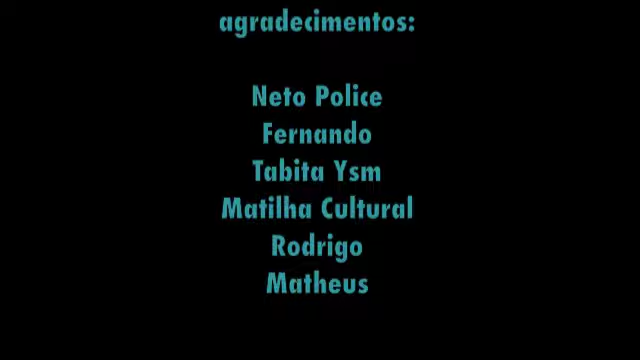 agradecimentos:
Neto Police
Fernando
Tabita Ysm
Matilha Cultural
Rodrigo
Matheus